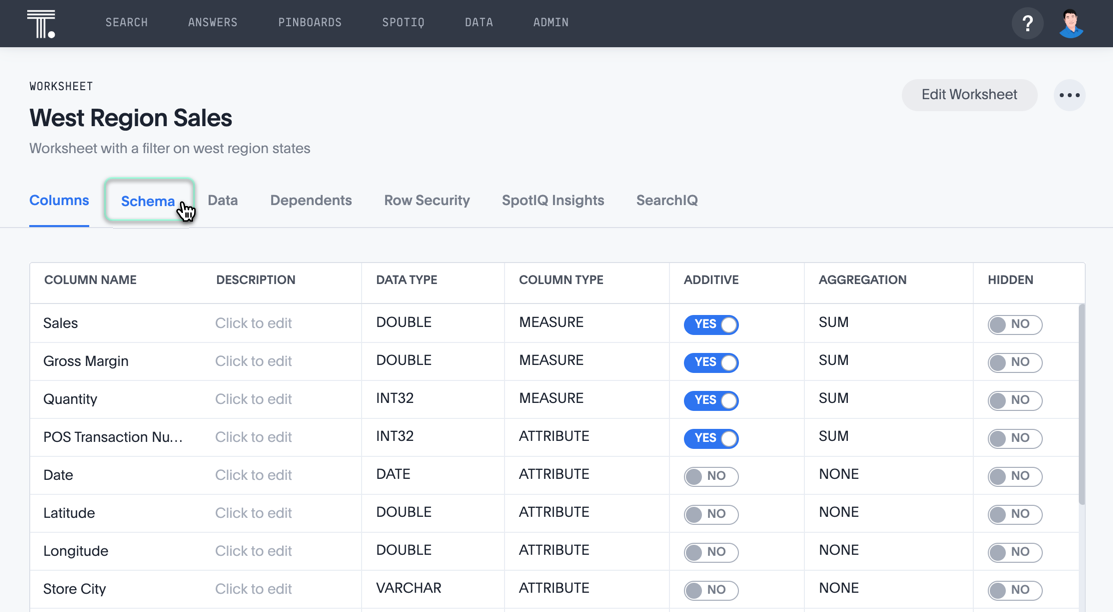 T.
SEARCH ANSWERS PINBOARDS SPOTIQ DATA ADMIN ?
WORKSHEET
West Region Sales
Edit Worksheet
Worksheet with a filter on west region states
Columns Schema Data Dependents Row Security SpotIQ Insights SearchIQ
COLUMN NAME DESCRIPTION DATA TYPE COLUMN TYPE ADDITIVE AGGREGATION HIDDEN
Sales Click to edit DOUBLE MEASURE YES SUM NO
Gross Margin Click to edit DOUBLE MEASURE YES SUM NO
Quantity Click to edit INT32 MEASURE YES SUM NO
POS Transaction Nu... Click to edit INT32 ATTRIBUTE YES SUM NO
Date Click to edit DATE ATTRIBUTE NO NONE NO
Latitude Click to edit DOUBLE ATTRIBUTE NO NONE NO
Longitude Click to edit DOUBLE ATTRIBUTE NO NONE NO
Store City Click to edit VARCHAR ATTRIBUTE NO NONE NO